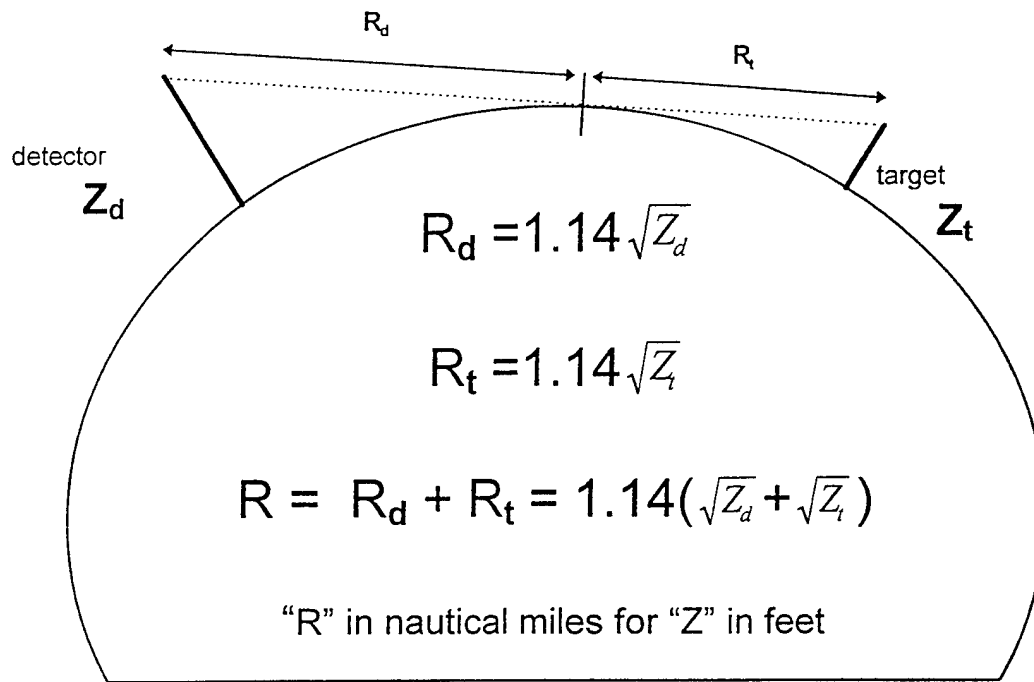 R_d
R_t
detector
Z_d
target
Z_t
R_d =1.14√Z_d
R_t =1.14√Z_t
R = R_d + R_t = 1.14(√Z_d+√Z_t)
“R” in nautical miles for “Z” in feet